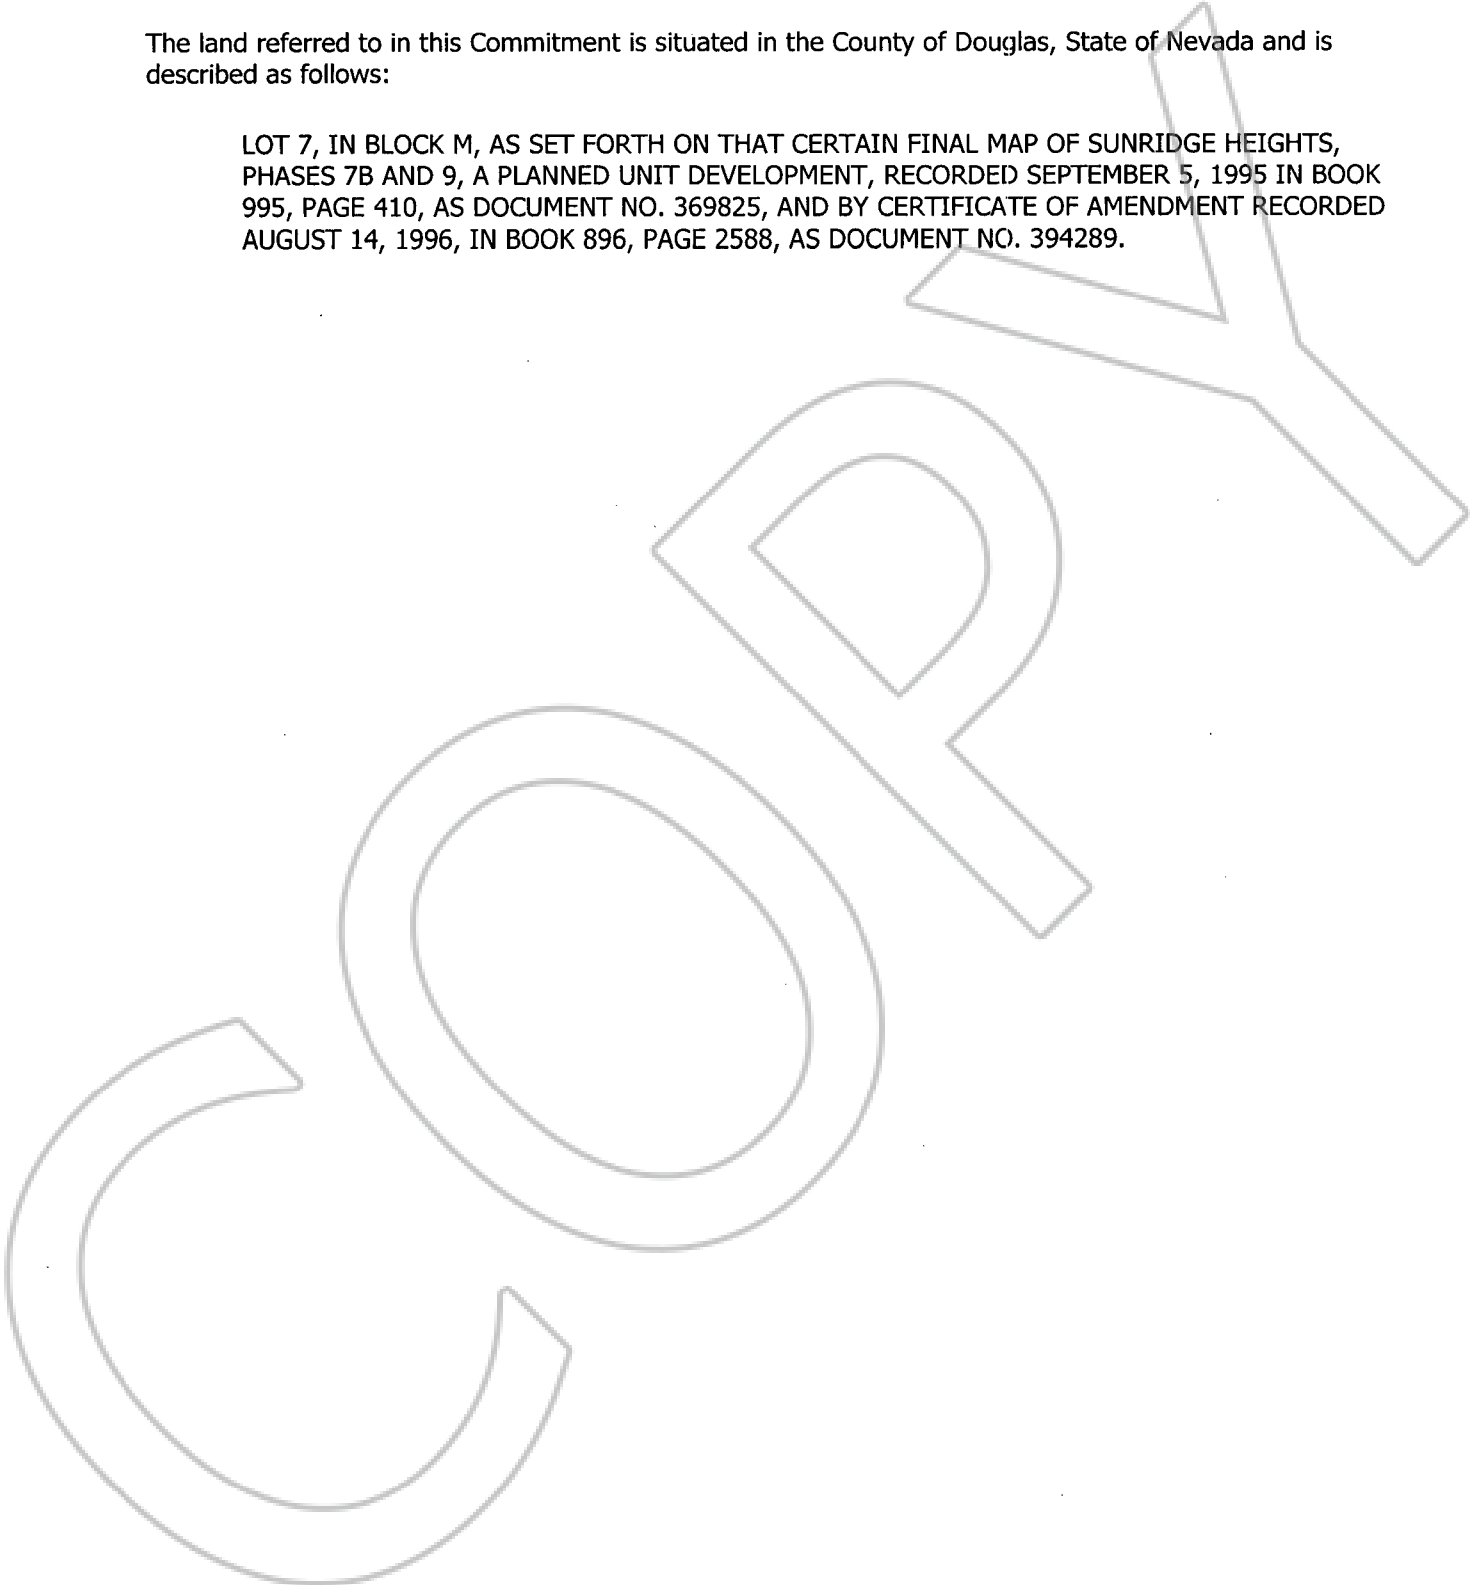 The land referred to in this Commitment is situated in the County of Douglas, State of Nevada and is
described as follows:
LOT 7, IN BLOCK M, AS SET FORTH ON THAT CERTAIN FINAL MAP OF SUNRIDGE HEIGHTS,
PHASES 7B AND 9, A PLANNED UNIT DEVELOPMENT, RECORDED SEPTEMBER 5, 1995 IN BOOK
995, PAGE 410, AS DOCUMENT NO. 369825, AND BY CERTIFICATE OF AMENDMENT RECORDED
AUGUST 14, 1996, IN BOOK 896, PAGE 2588, AS DOCUMENT NO. 394289.
COPY